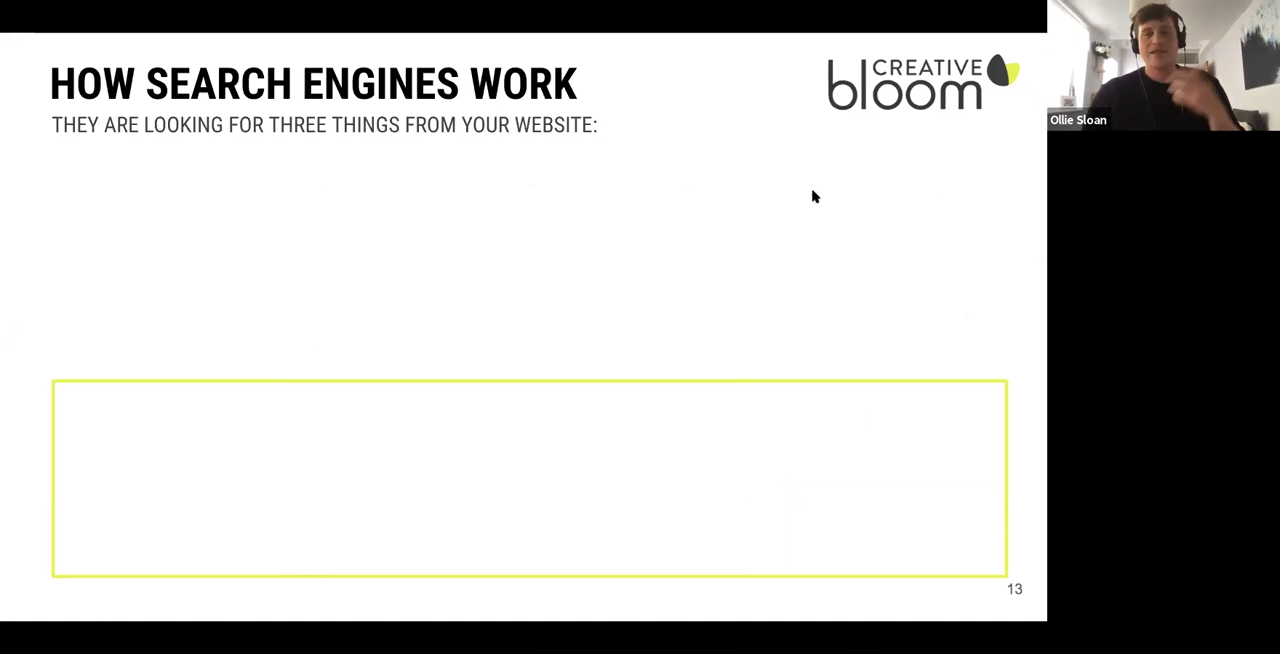 HOW SEARCH ENGINES WORK
THEY ARE LOOKING FOR THREE THINGS FROM YOUR WEBSITE:
CREATIVE
bloom
Ollie Sloan
13